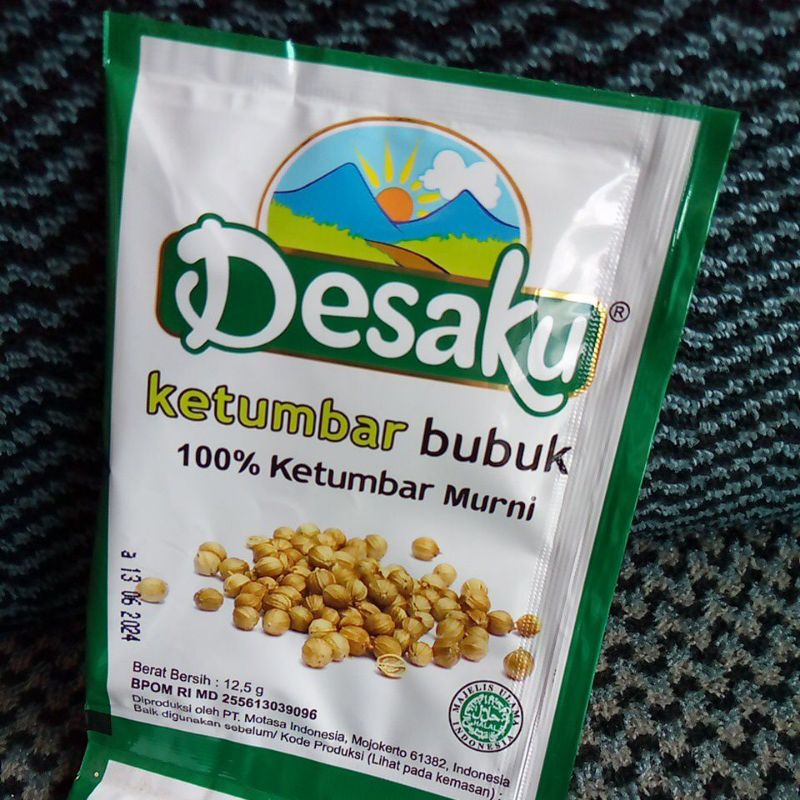 Desaku®
ketumbar bubuk
100% Ketumbar Murni
a 13 06 2024
Berat Bersih : 12,5 g
BPOM RI MD 255613039096
Diproduksi oleh PT. Motasa Indonesia, Mojokerto 61382, Indonesia
Baik digunakan sebelum/ Kode Produksi (Lihat pada kemasan) :
MAJELIS ULAMA
INDONESIA
حلال
HALAL